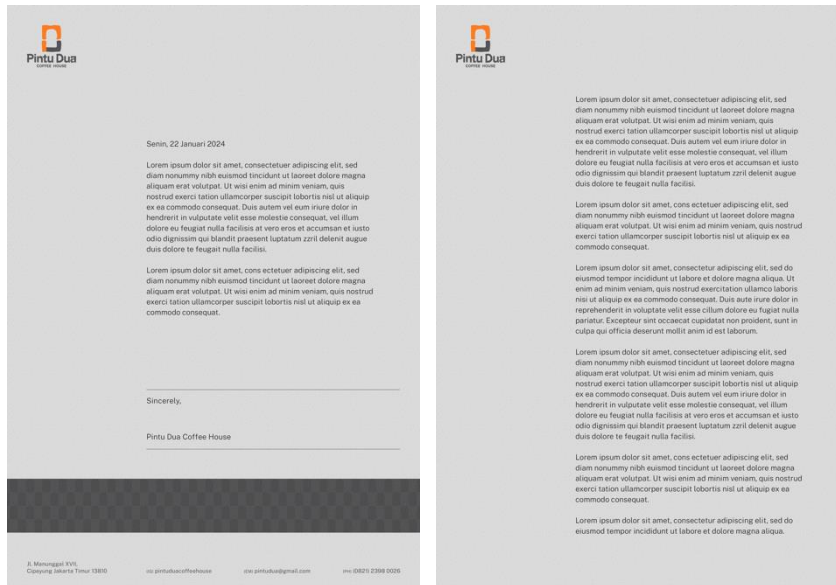 Pintu Dua
COFFEE HOUSE
Senin, 22 Januari 2024
Lorem ipsum dolor sit amet, consectetuer adipiscing elit, sed
diam nonummy nibh euismod tincidunt ut laoreet dolore magna
aliquam erat volutpat. Ut wisi enim ad minim veniam, quis
nostrud exerci tation ullamcorper suscipit lobortis nisl ut aliquip
ex ea commodo consequat. Duis autem vel eum iriure dolor in
hendrerit in vulputate velit esse molestie consequat, vel illum
dolore eu feugiat nulla facilisis at vero eros et accumsan et iusto
odio dignissim qui blandit praesent luptatum zzril delenit augue
duis dolore te feugait nulla facilisi.
Lorem ipsum dolor sit amet, cons ectetuer adipiscing elit, sed
diam nonummy nibh euismod tincidunt ut laoreet dolore magna
aliquam erat volutpat. Ut wisi enim ad minim veniam, quis nostrud
exerci tation ullamcorper suscipit lobortis nisl ut aliquip ex ea
commodo consequat.
Sincerely,
Pintu Dua Coffee House
Jl. Manunggal XVII,
Cipayung Jakarta Timur 13810
pintuduacoffeehouse
pintudua@gmail.com
(0821) 2398 0026
Pintu Dua
COFFEE HOUSE
Lorem ipsum dolor sit amet, consectetuer adipiscing elit, sed
diam nonummy nibh euismod tincidunt ut laoreet dolore magna
aliquam erat volutpat. Ut wisi enim ad minim veniam, quis
nostrud exerci tation ullamcorper suscipit lobortis nisl ut aliquip
ex ea commodo consequat. Duis autem vel eum iriure dolor in
hendrerit in vulputate velit esse molestie consequat, vel illum
dolore eu feugiat nulla facilisis at vero eros et accumsan et iusto
odio dignissim qui blandit praesent luptatum zzril delenit augue
duis dolore te feugait nulla facilisi.
Lorem ipsum dolor sit amet, cons ectetuer adipiscing elit, sed
diam nonummy nibh euismod tincidunt ut laoreet dolore magna
aliquam erat volutpat. Ut wisi enim ad minim veniam, quis nostrud
exerci tation ullamcorper suscipit lobortis nisl ut aliquip ex ea
commodo consequat.
Lorem ipsum dolor sit amet, consectetur adipiscing elit, sed do
eiusmod tempor incididunt ut labore et dolore magna aliqua. Ut
enim ad minim veniam, quis nostrud exercitation ullamco laboris
nisi ut aliquip ex ea commodo consequat. Duis aute irure dolor in
reprehenderit in voluptate velit esse cillum dolore eu fugiat nulla
pariatur. Excepteur sint occaecat cupidatat non proident, sunt in
culpa qui officia deserunt mollit anim id est laborum.
Lorem ipsum dolor sit amet, consectetuer adipiscing elit, sed
diam nonummy nibh euismod tincidunt ut laoreet dolore magna
aliquam erat volutpat. Ut wisi enim ad minim veniam, quis
nostrud exerci tation ullamcorper suscipit lobortis nisl ut aliquip
ex ea commodo consequat. Duis autem vel eum iriure dolor in
hendrerit in vulputate velit esse molestie consequat, vel illum
dolore eu feugiat nulla facilisis at vero eros et accumsan et iusto
odio dignissim qui blandit praesent luptatum zzril delenit augue
duis dolore te feugait nulla facilisi.
Lorem ipsum dolor sit amet, cons ectetuer adipiscing elit, sed
diam nonummy nibh euismod tincidunt ut laoreet dolore magna
aliquam erat volutpat. Ut wisi enim ad minim veniam, quis nostrud
exerci tation ullamcorper suscipit lobortis nisl ut aliquip ex ea
commodo consequat.
Lorem ipsum dolor sit amet, consectetur adipiscing elit, sed do
eiusmod tempor incididunt ut labore et dolore magna aliqua.